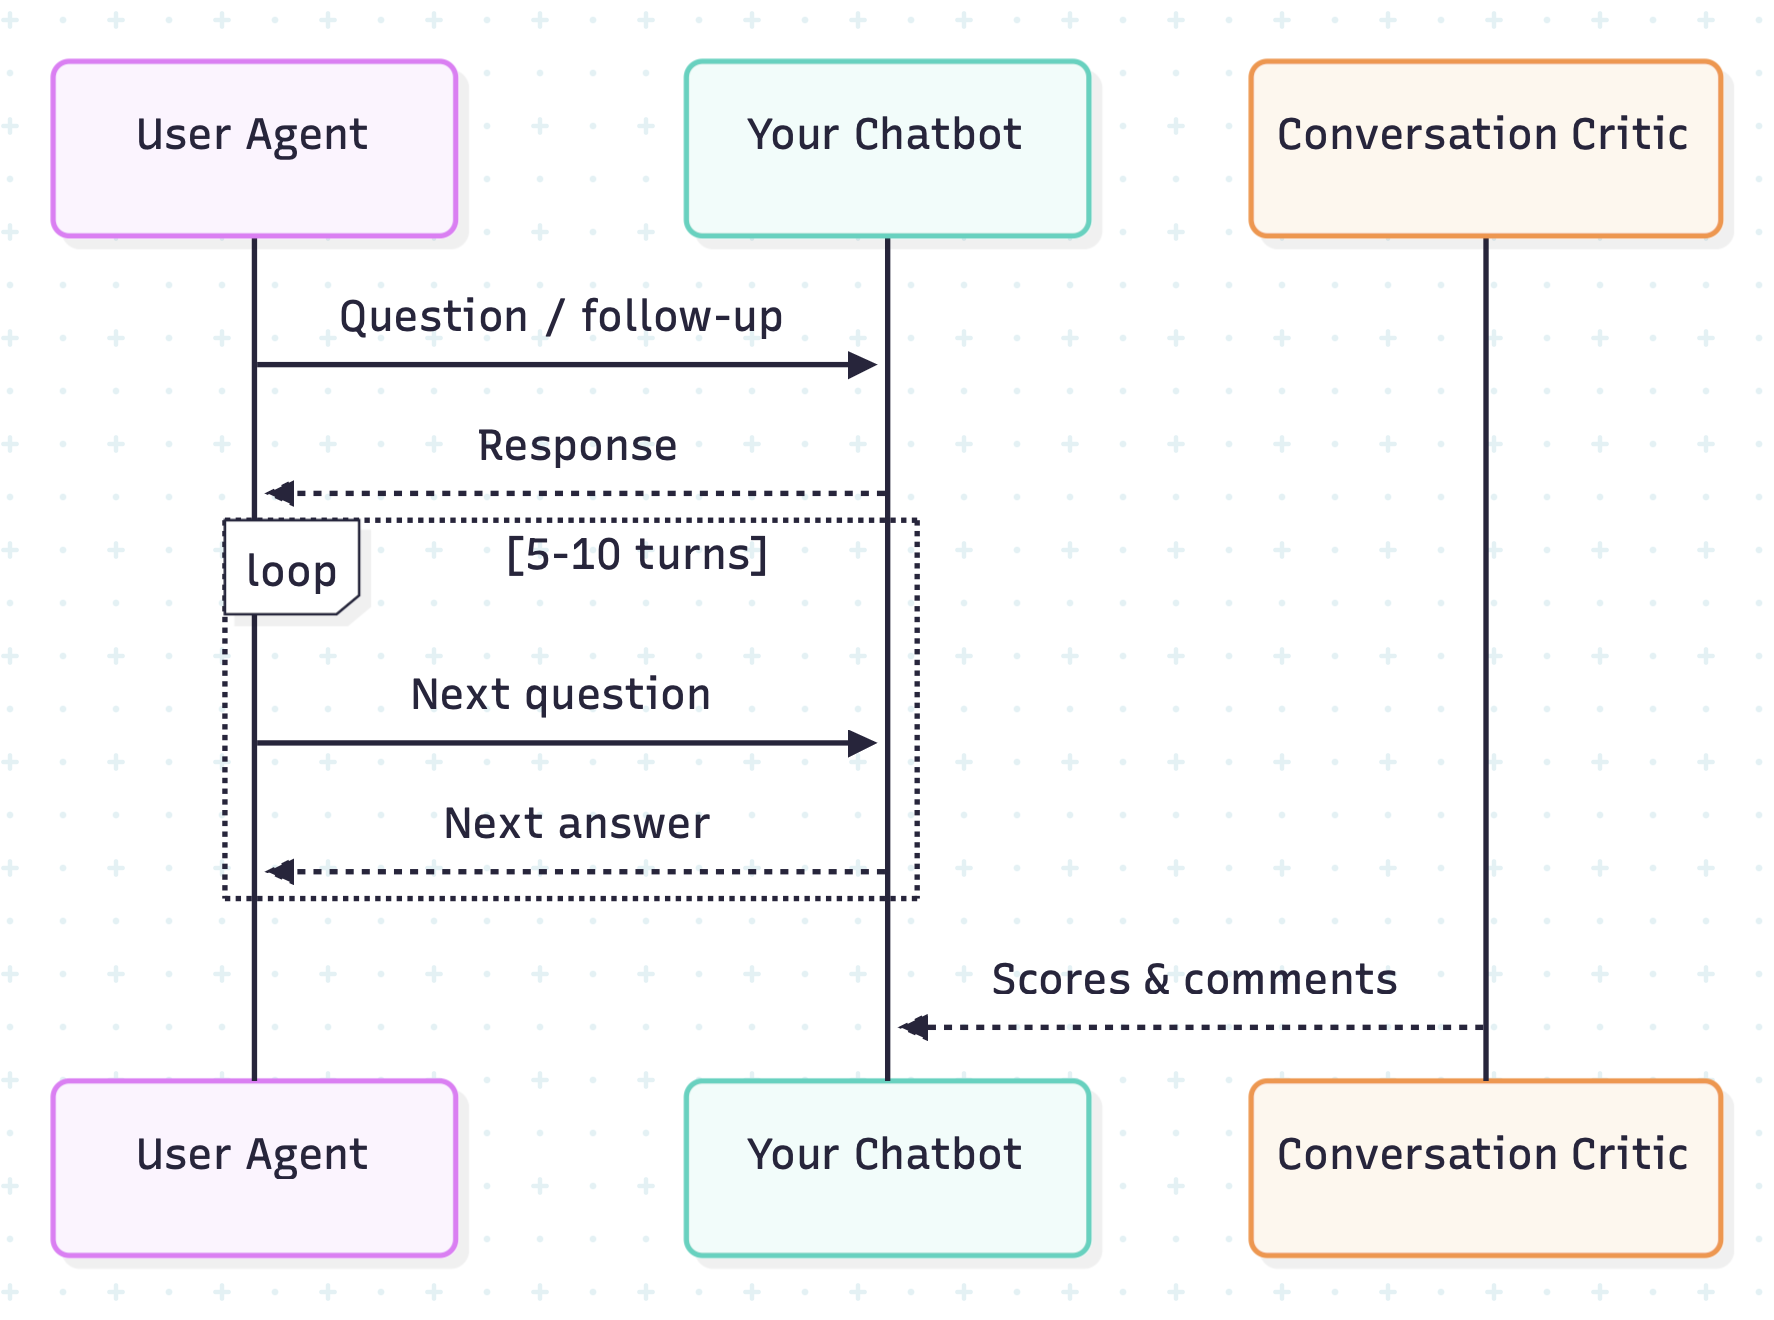 User Agent
Your Chatbot
Conversation Critic
Question / follow-up
Response
loop
[5-10 turns]
Next question
Next answer
Scores & comments
User Agent
Your Chatbot
Conversation Critic